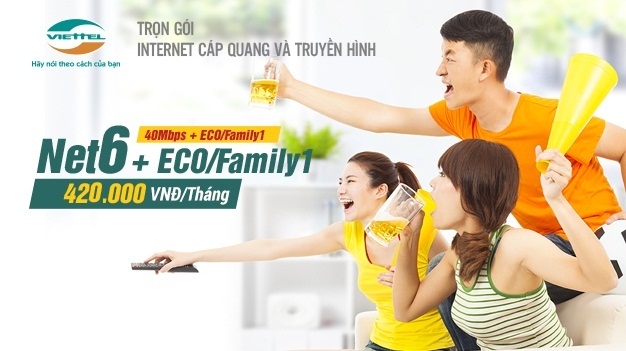 VIETTEL
Hãy nói theo cách của bạn
TRỌN GÓI
INTERNET CÁP QUANG VÀ TRUYỀN HÌNH
40Mbps + ECO/Family1
Net6 + ECO/Family1
420.000 VNĐ/Tháng